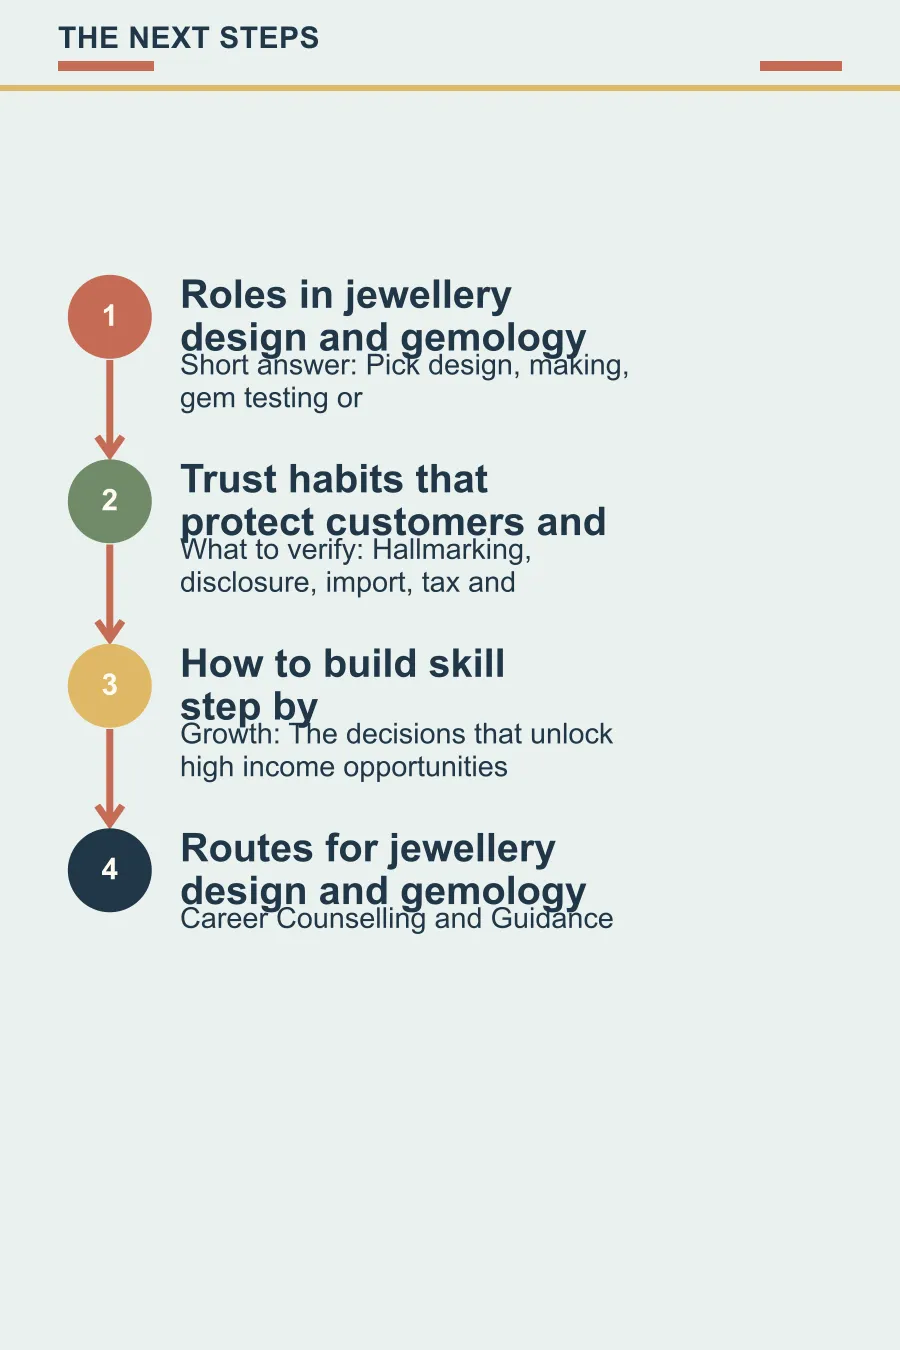 THE NEXT STEPS
1
Roles in jewellery
design and gemology
Short answer: Pick design, making,
gem testing or
2
Trust habits that
protect customers and
What to verify: Hallmarking,
disclosure, import, tax and
3
How to build skill
step by
Growth: The decisions that unlock
high income opportunities
4
Routes for jewellery
design and gemology
Career Counselling and Guidance